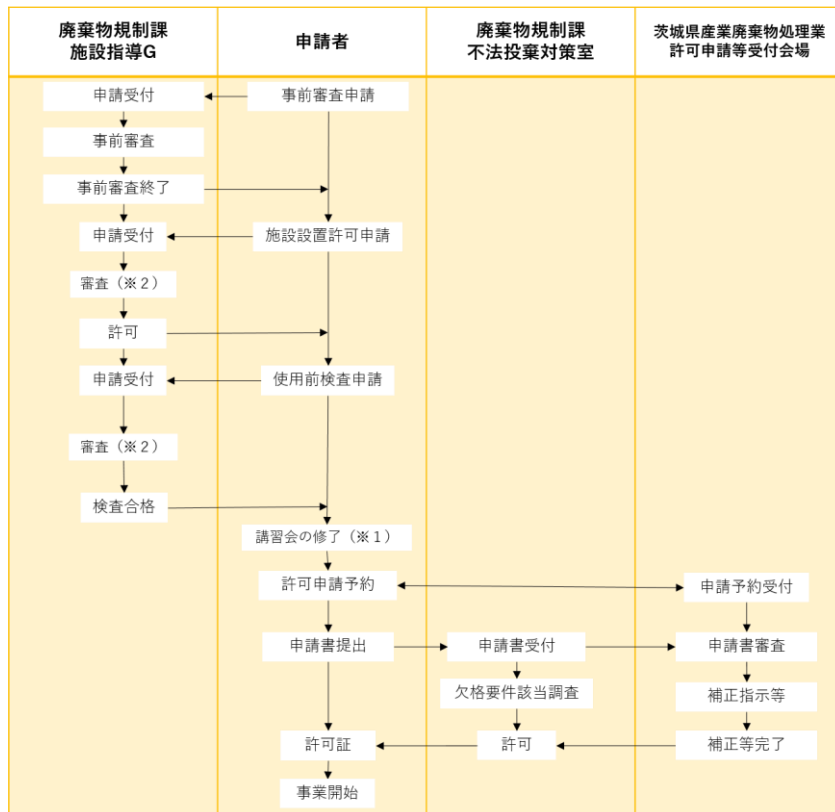 廃棄物規制課
施設指導G
申請者
廃棄物規制課
不法投棄対策室
茨城県産業廃棄物処理業
許可申請等受付会場
申請受付
事前審査申請
事前審査
事前審査終了
申請受付
施設設置許可申請
審査（※２）
許可
申請受付
使用前検査申請
審査（※２）
検査合格
講習会の修了（※１）
許可申請予約
申請予約受付
申請書提出
申請書受付
申請書審査
欠格要件該当調査
補正指示等
許可証
許可
補正等完了
事業開始